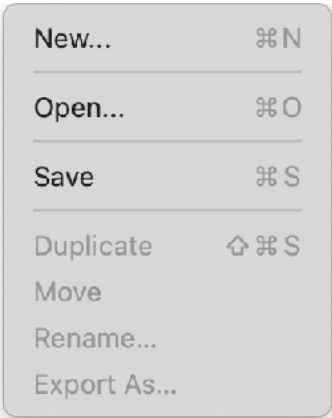 New... ⌘N
Open... ⌘O
Save ⌘S
Duplicate ⇧⌘S
Move
Rename...
Export As...